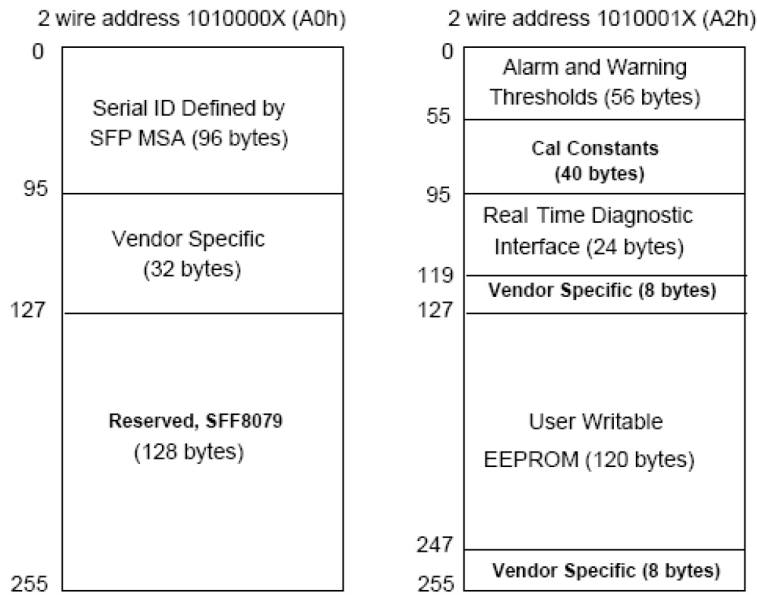 2 wire address 1010000X (A0h)
0
Serial ID Defined by
SFP MSA (96 bytes)
95
Vendor Specific
(32 bytes)
127
Reserved, SFF8079
(128 bytes)
255
2 wire address 1010001X (A2h)
0
Alarm and Warning
Thresholds (56 bytes)
55
Cal Constants
(40 bytes)
95
Real Time Diagnostic
Interface (24 bytes)
119
Vendor Specific (8 bytes)
127
User Writable
EEPROM (120 bytes)
247
Vendor Specific (8 bytes)
255